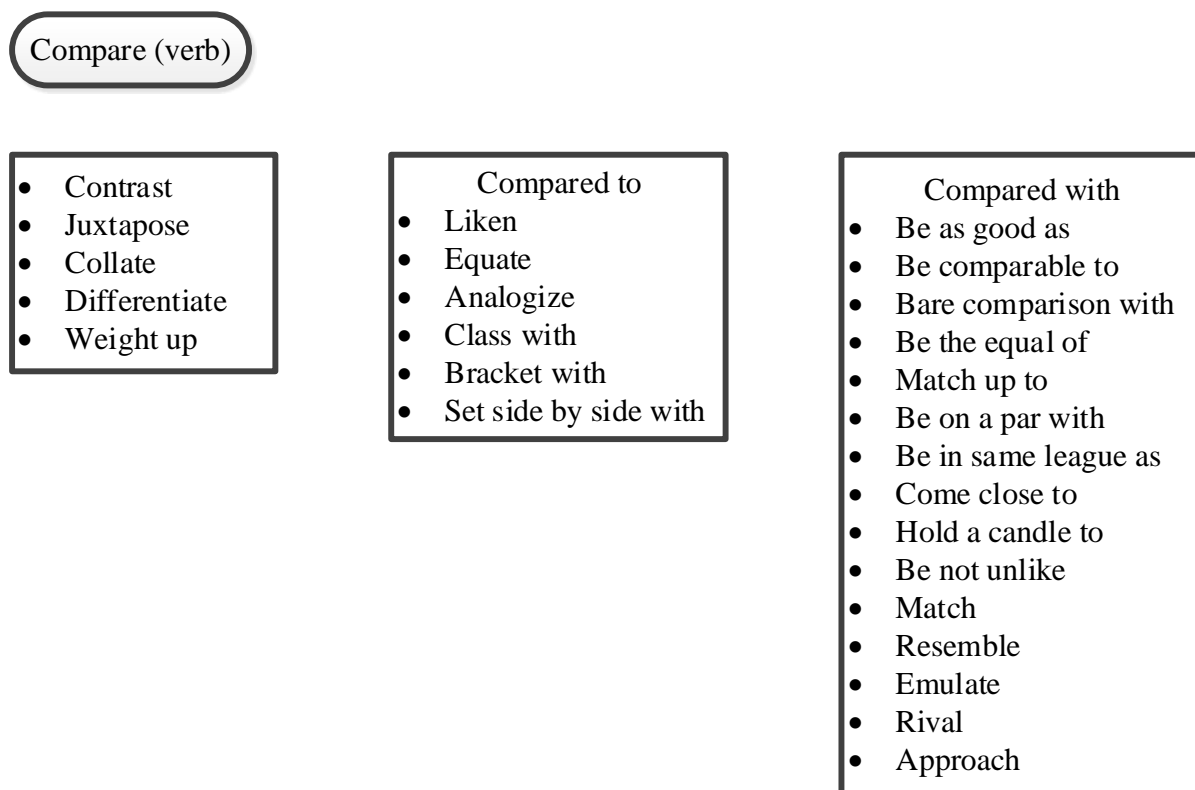 Compare (verb)
• Contrast
• Juxtapose
• Collate
• Differentiate
• Weight up
Compared to
• Liken
• Equate
• Analogize
• Class with
• Bracket with
• Set side by side with
Compared with
• Be as good as
• Be comparable to
• Bare comparison with
• Be the equal of
• Match up to
• Be on a par with
• Be in same league as
• Come close to
• Hold a candle to
• Be not unlike
• Match
• Resemble
• Emulate
• Rival
• Approach